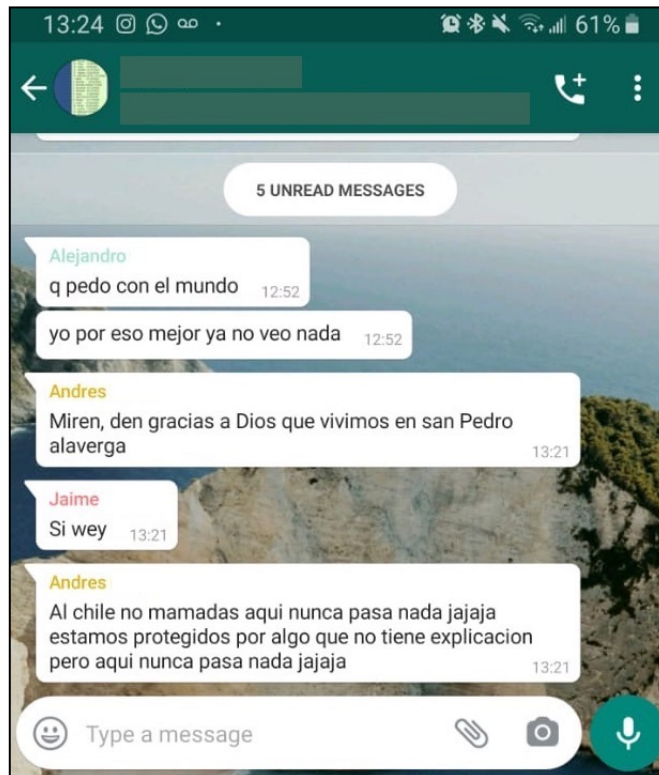 13:24 61%
5 UNREAD MESSAGES
Alejandro
q pedo con el mundo 12:52
yo por eso mejor ya no veo nada 12:52
Andres
Miren, den gracias a Dios que vivimos en san Pedro
alaverga 13:21
Jaime
Si wey 13:21
Andres
Al chile no mamadas aqui nunca pasa nada jajaja
estamos protegidos por algo que no tiene explicacion
pero aqui nunca pasa nada jajaja 13:21
Type a message